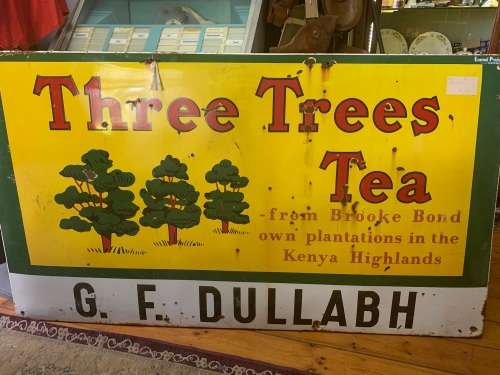 Three Trees
Tea
-from Brooke Bond
own plantations in the
Kenya Highlands
G. F. DULLABH